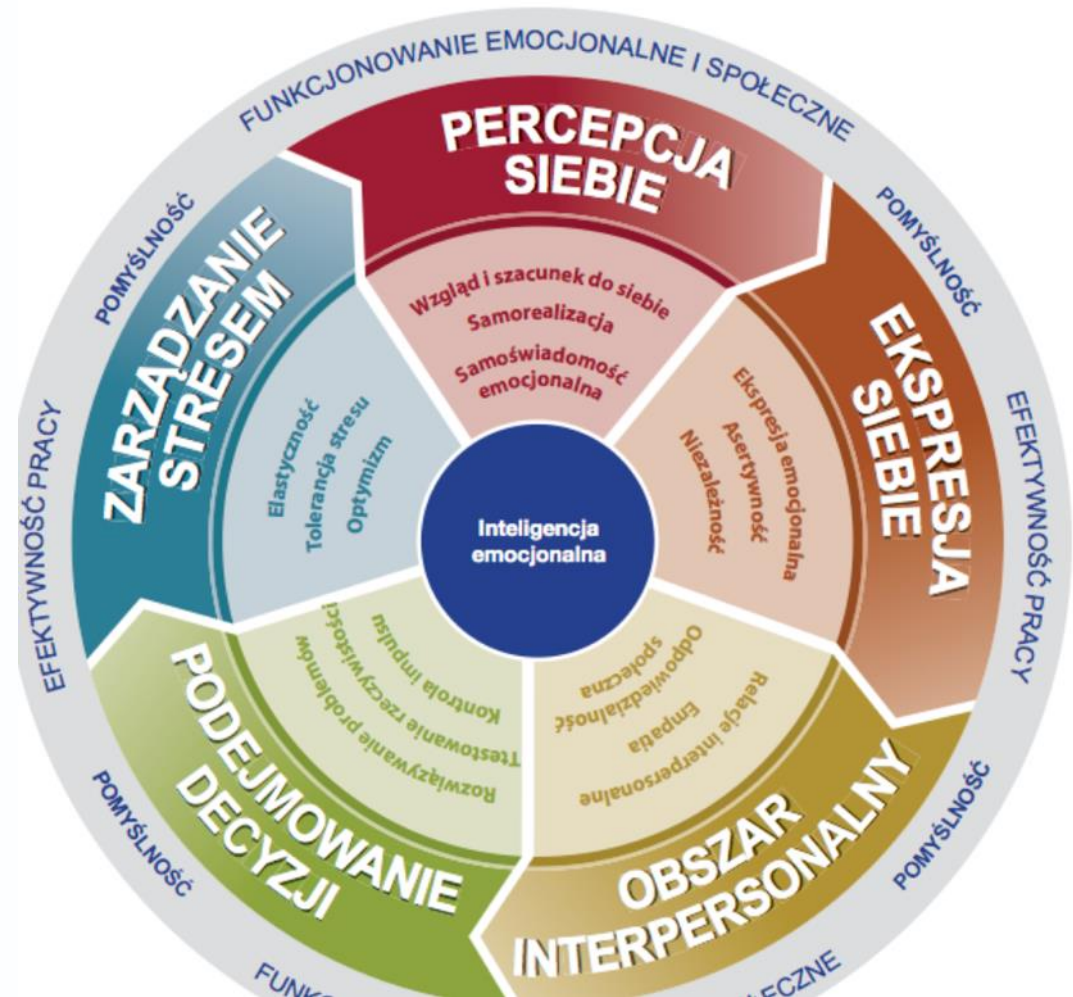 FUNKCJONOWANIE EMOCJONALNE I SPOŁECZNE
POMYŚLNOŚĆ
POMYŚLNOŚĆ
EFEKTYWNOŚĆ PRACY
EFEKTYWNOŚĆ PRACY
PERCEPCJA
SIEBIE
Wzgląd i szacunek do siebie
Samorealizacja
Samoświadomość
emocjonalna
EKSPRESJA
SIEBIE
Ekspresja emocjonalna
Asertywność
Niezależność
ZARZĄDZANIE
STRESEM
Elastyczność
Tolerancja stresu
Optymizm
Inteligencja
emocjonalna
OBSZAR
INTERPERSONALNY
Relacje interpersonalne
Empatia
Odpowiedzialność
społeczna
PODEJMOWANIE
DECYZJI
Rozwiązywanie problemów
Ttestowanie rzeczywistości
Kontrola impulsu
POMYŚLNOŚĆ
POMYŚLNOŚĆ